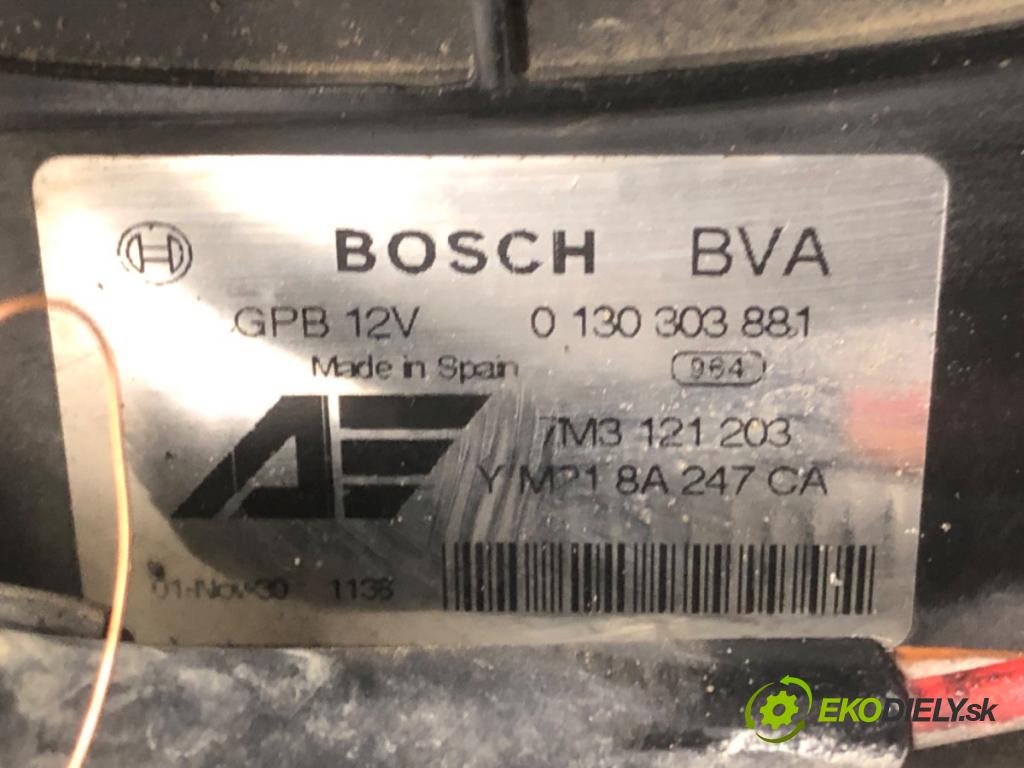 BOSCH BVA
GPB 12V 0 130 303 881
Made in Spain 964
AE 7M3 121 203
YM21 8A 247 CA
01-Nov-30 1136
EKODIELY.sk